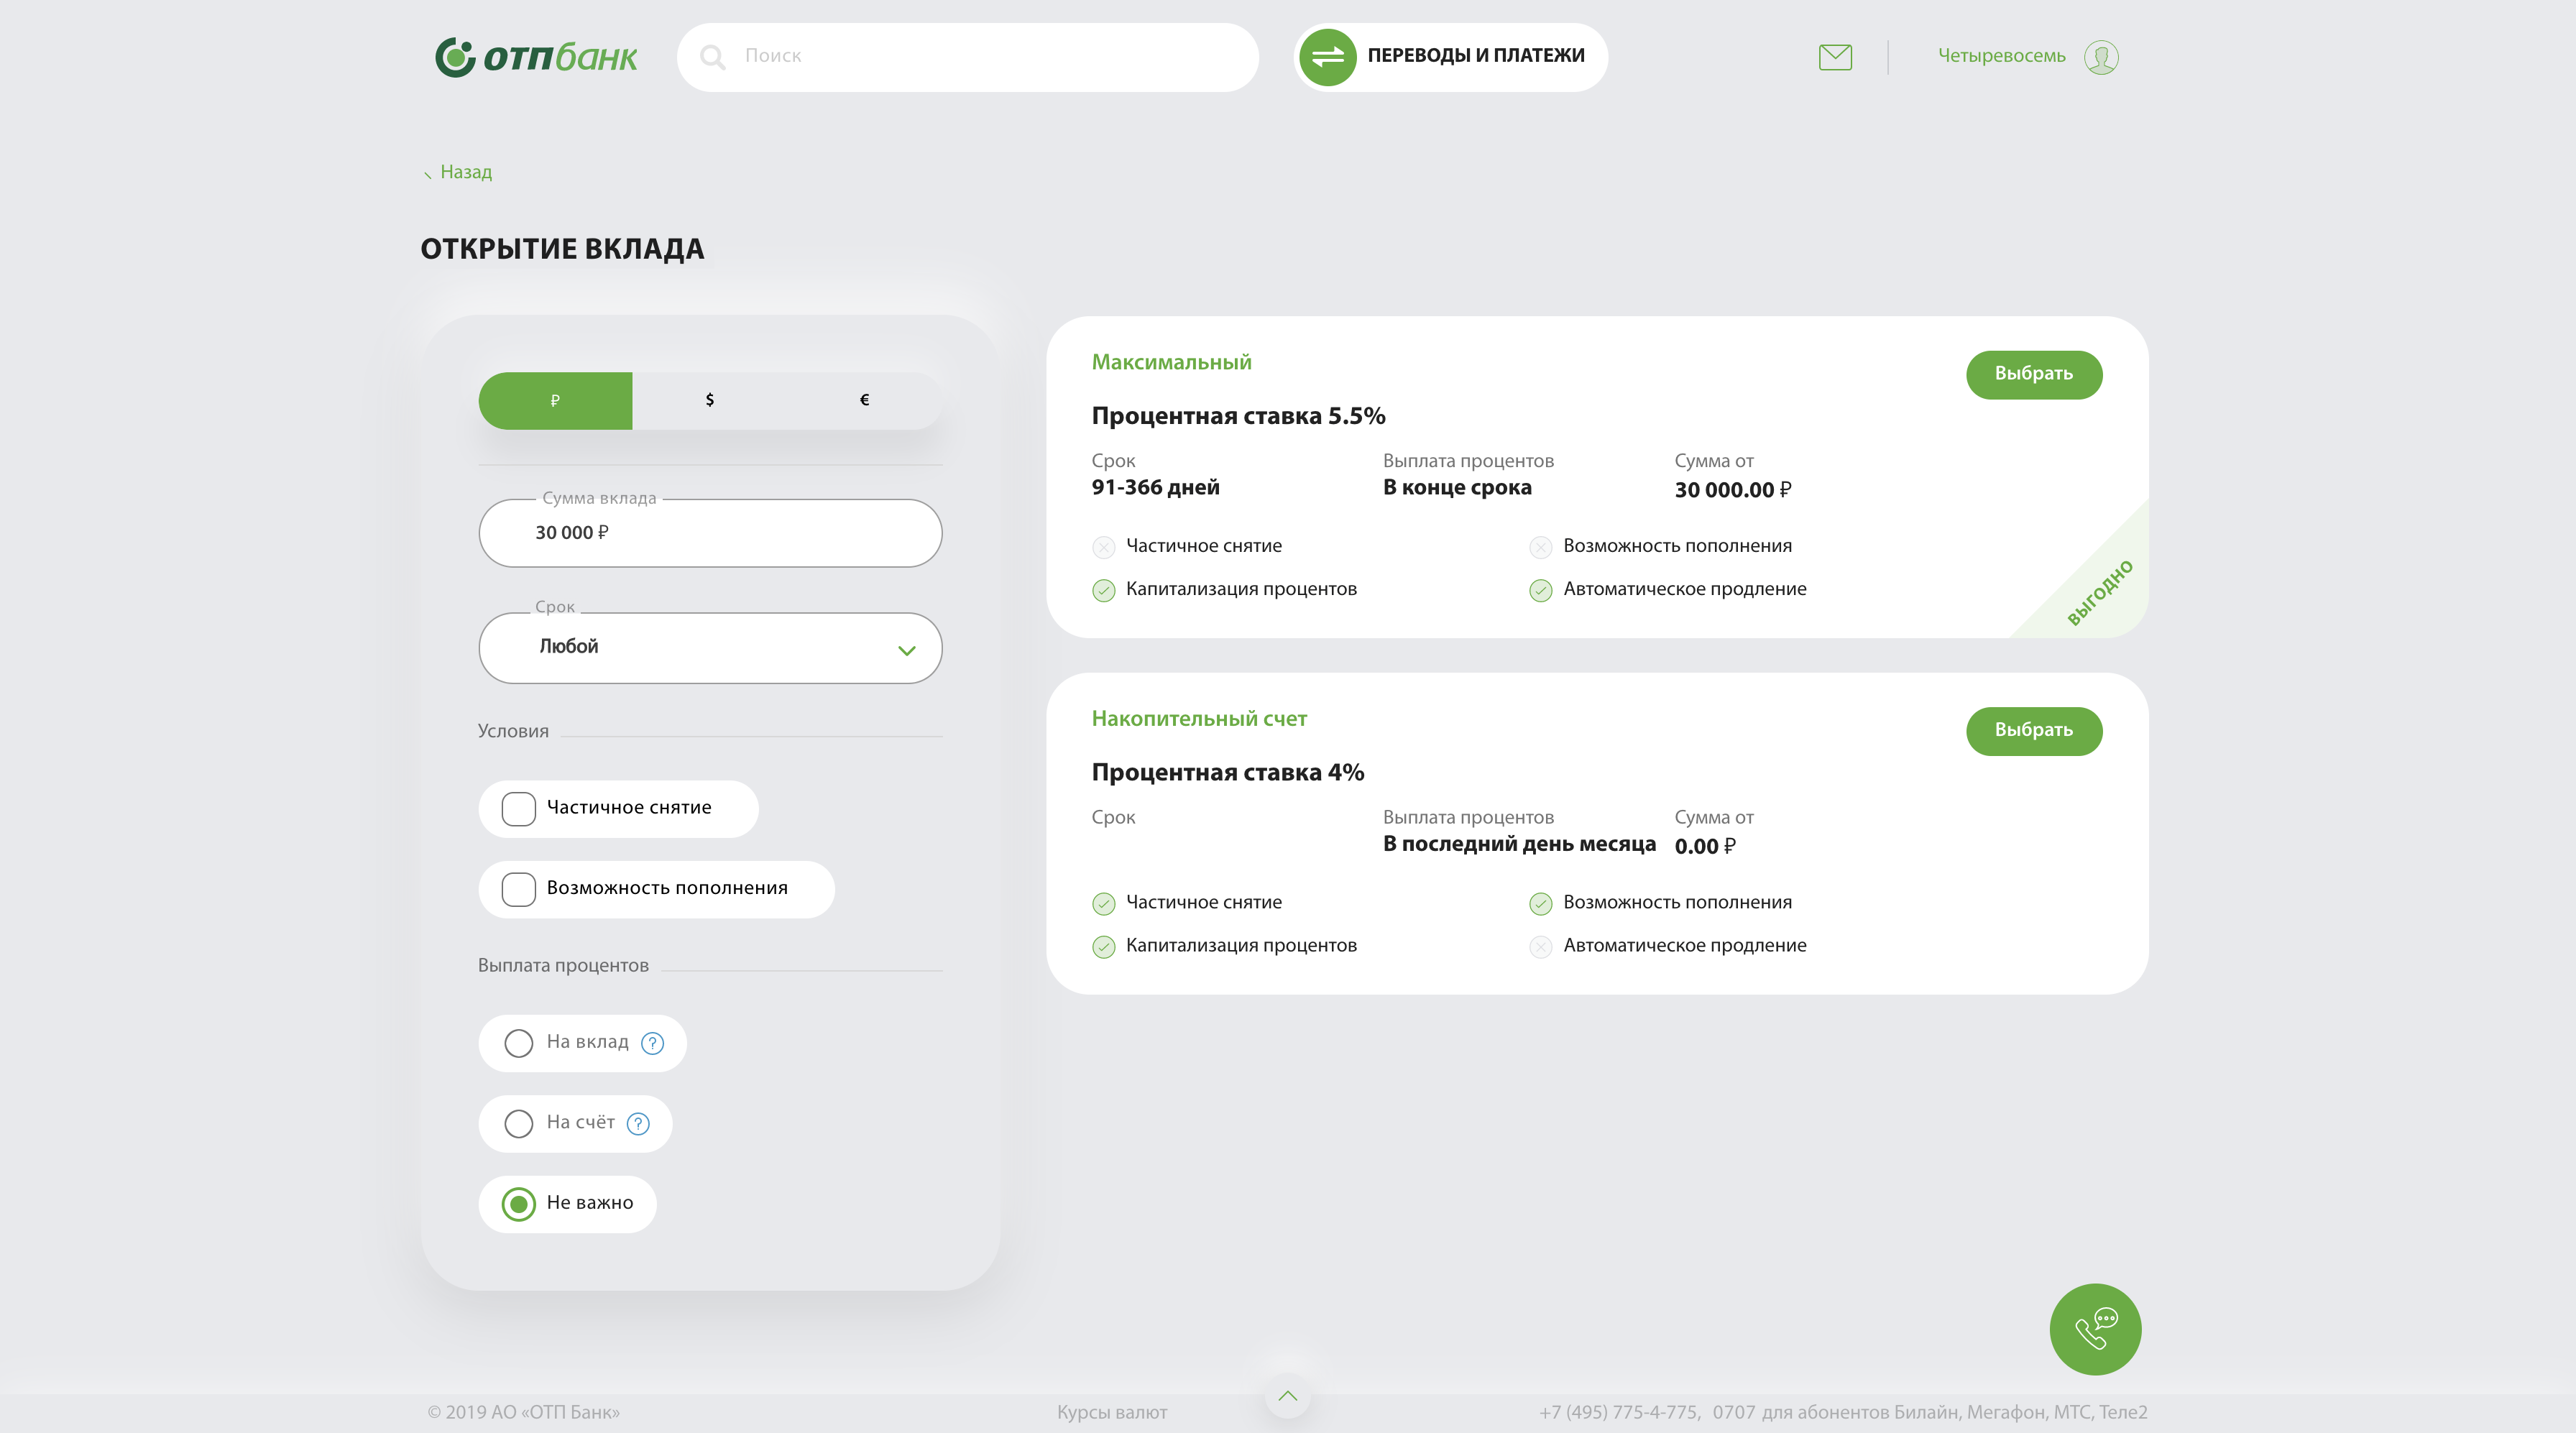 отпбанк
Поиск
ПЕРЕВОДЫ И ПЛАТЕЖИ
Четыревосемь
Назад
ОТКРЫТИЕ ВКЛАДА
₽ $ €
Сумма вклада
30 000 ₽
Срок
Любой
Условия
Частичное снятие
Возможность пополнения
Выплата процентов
На вклад ?
На счёт ?
Не важно
Максимальный
Выбрать
Процентная ставка 5.5%
Срок Выплата процентов Сумма от
91-366 дней В конце срока 30 000.00 ₽
Частичное снятие Возможность пополнения
Капитализация процентов Автоматическое продление
ВЫГОДНО
Накопительный счет
Выбрать
Процентная ставка 4%
Срок Выплата процентов Сумма от
В последний день месяца 0.00 ₽
Частичное снятие Возможность пополнения
Капитализация процентов Автоматическое продление
© 2019 АО «ОТП Банк» Курсы валют +7 (495) 775-4-775, 0707 для абонентов Билайн, Мегафон, МТС, Теле2